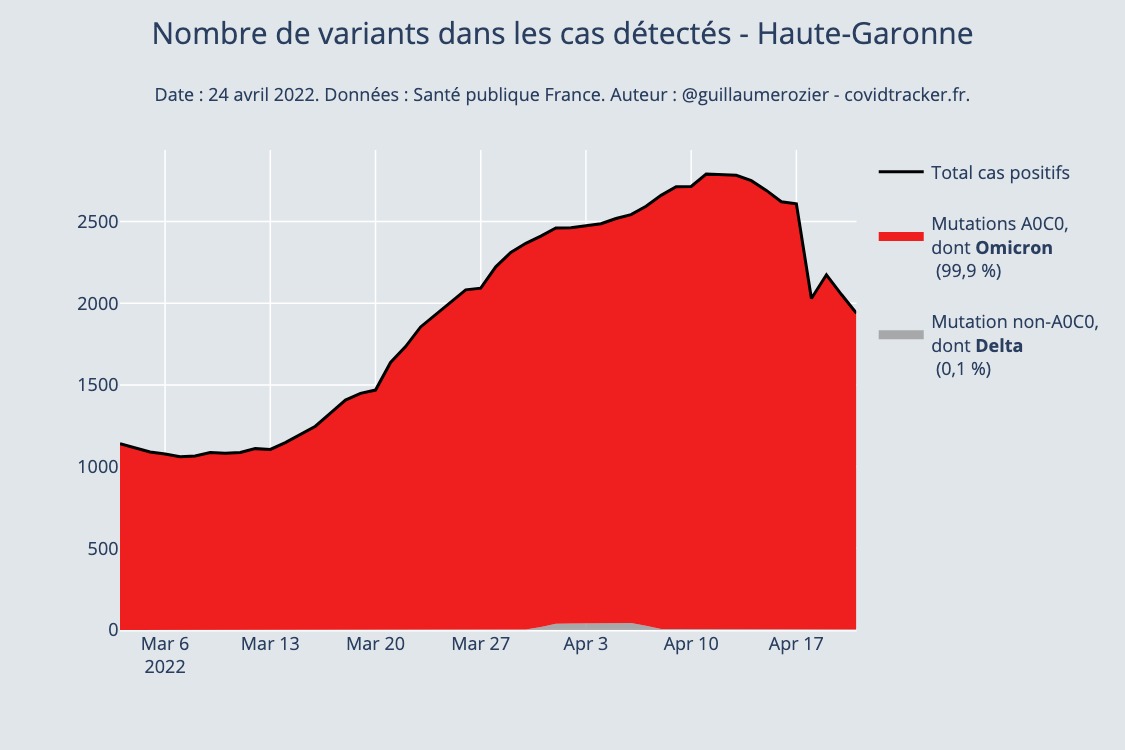 Nombre de variants dans les cas détectés - Haute-Garonne
Date : 24 avril 2022. Données : Santé publique France. Auteur : @guillaumerozier - covidtracker.fr.
Total cas positifs
Mutations A0C0,
dont Omicron
(99,9 %)
Mutation non-A0C0,
dont Delta
(0,1 %)
2500
2000
1500
1000
500
0
Mar 6
2022
Mar 13
Mar 20
Mar 27
Apr 3
Apr 10
Apr 17